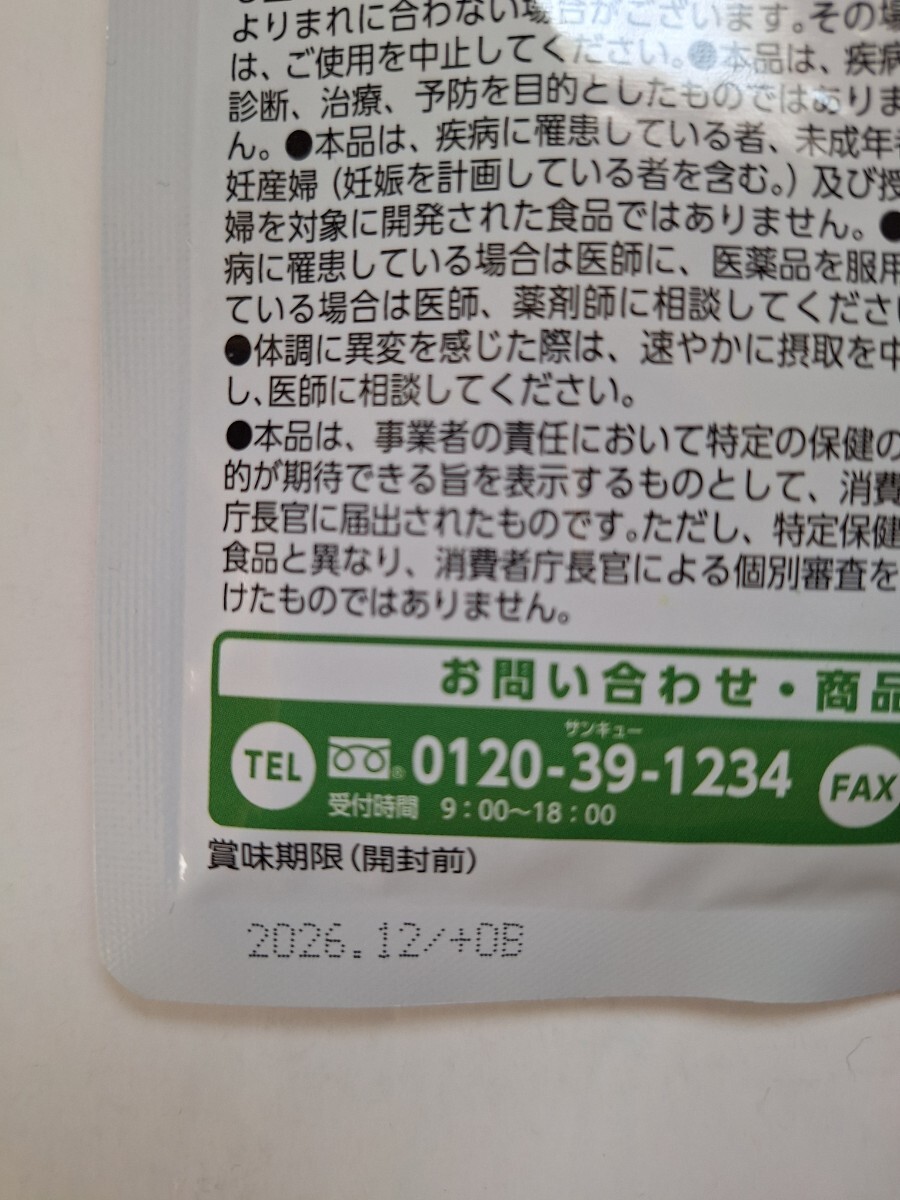 よりまれに合わない場合がございます。その場
は、ご使用を中止してください。●本品は、疾病
診断、治療、予防を目的としたものではありま
ん。●本品は、疾病に罹患している者、未成年者
妊産婦（妊娠を計画している者を含む。）及び授
婦を対象に開発された食品ではありません。●
病に罹患している場合は医師に、医薬品を服用
ている場合は医師、薬剤師に相談してください
●体調に異変を感じた際は、速やかに摂取を中
し、医師に相談してください。
●本品は、事業者の責任において特定の保健の
的が期待できる旨を表示するものとして、消費
庁長官に届出されたものです。ただし、特定保健
食品と異なり、消費者庁長官による個別審査を
けたものではありません。
お問い合わせ・商品
サンキュー
TEL 0120-39-1234 FAX
受付時間 9：00〜18：00
賞味期限（開封前）
2026.12/+OB